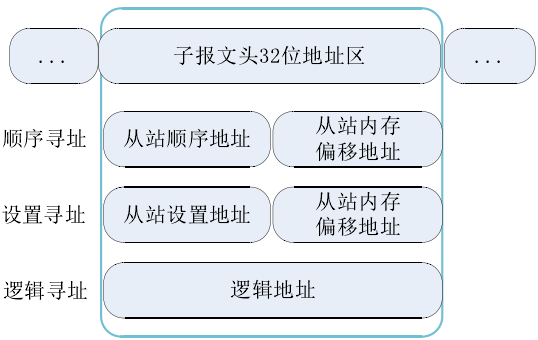 ... 子报文头32位地址区 ...
顺序寻址 从站顺序地址 从站内存
偏移地址
设置寻址 从站设置地址 从站内存
偏移地址
逻辑寻址 逻辑地址